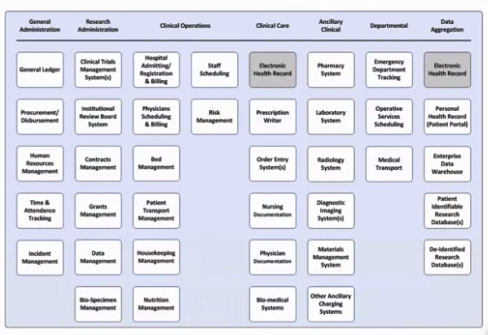 General
Administration
Research
Administration
Clinical Operations
Clinical Care
Ancillary
Clinical
Departmental
Data
Aggregation
General Ledger
Clinical Trials
Management
System(s)
Hospital
Admitting/
Registration
& Billing
Staff
Scheduling
Electronic
Health Record
Pharmacy
System
Emergency
Department
Tracking
Electronic
Health Record
Procurement/
Disbursement
Institutional
Review Board
System
Physicians
Scheduling
& Billing
Risk
Management
Prescription
Writer
Laboratory
System
Operative
Services
Scheduling
Personal
Health Record
(Patient Portal)
Human
Resources
Management
Contracts
Management
Bed
Management
Order Entry
System(s)
Radiology
System
Medical
Transport
Enterprise
Data
Warehouse
Time &
Attendance
Tracking
Grants
Management
Patient
Transport
Management
Nursing
Documentation
Diagnostic
Imaging
System(s)
Patient
Identifiable
Research
Database(s)
Incident
Management
Data
Management
Housekeeping
Management
Physician
Documentation
Materials
Management
System
De-Identified
Research
Database(s)
Bio-Specimen
Management
Nutrition
Management
Bio-medical
Systems
Other Ancillary
Charging
Systems